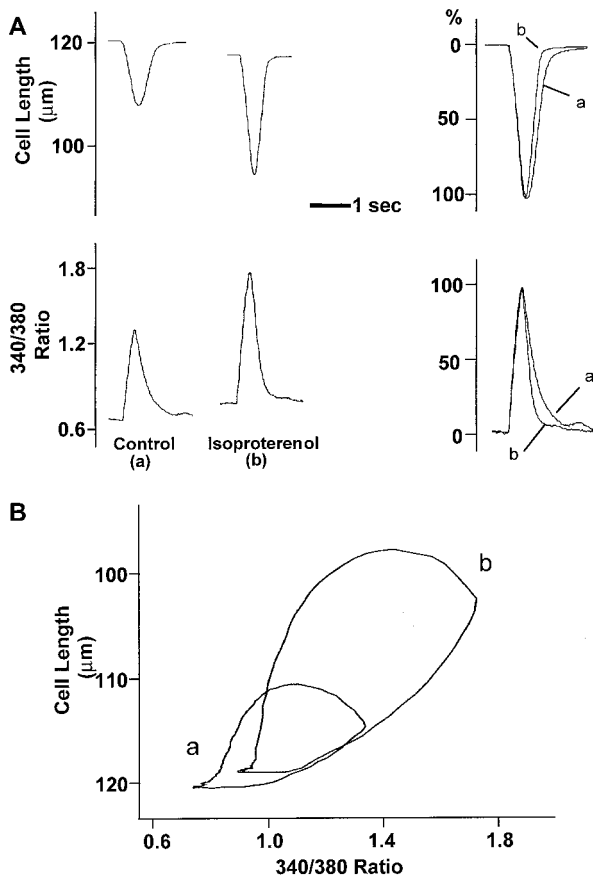 A
Cell Length
(μm)
120
100
1 sec
%
0
50
100
b
a
340/380
Ratio
1.8
1.2
0.6
Control
(a)
Isoproterenol
(b)
100
50
0
a
b
B
Cell Length
(μm)
100
110
120
a
b
0.6
1.0
1.4
1.8
340/380 Ratio